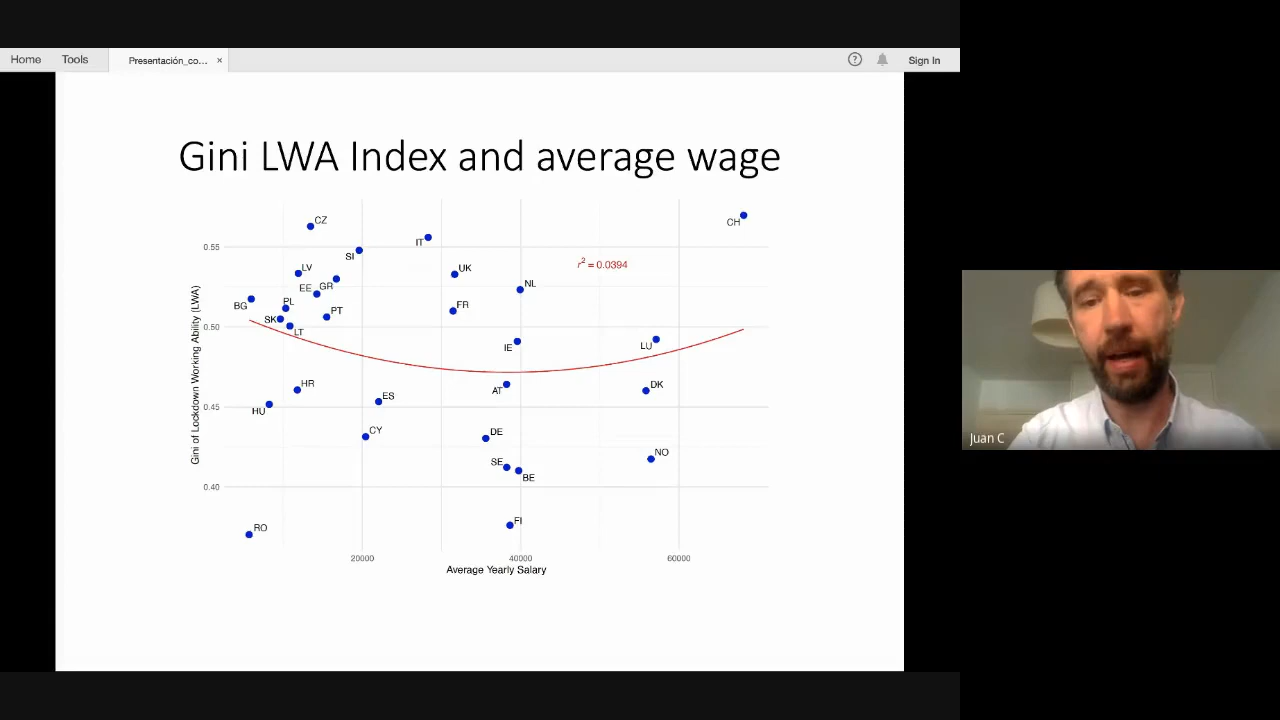 Home Tools Presentación_co... × ? Sign In
Gini LWA Index and average wage
CZ
CH
IT
SI
r² = 0.0394
LV
UK
0.55
EE GR
NL
BG
PL
FR
PT
SK
LT
0.50
IE
LU
HR
AT
DK
ES
HU
0.45
CY
DE
NO
SE
BE
0.40
FI
RO
Gini of Lockdown Working Ability (LWA)
20000 40000 60000
Average Yearly Salary
Juan C